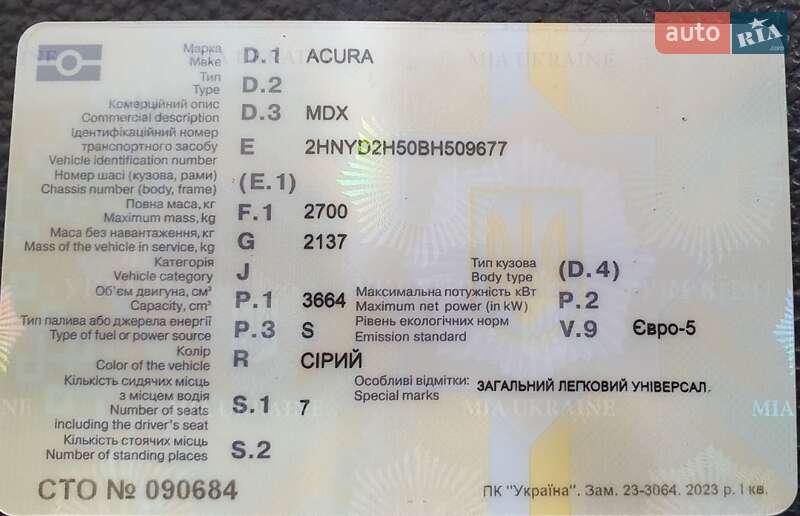 auto RIA.com
MIA UKRAINE
Марка D.1 ACURA
Make
Тип D.2
Type
Комерційний опис D.3 MDX
Commercial description
Ідентифікаційний номер
транспортного засобу E 2HNYD2H50BH509677
Vehicle identification number
Номер шасі (кузова, рами) (E.1)
Chassis number (body, frame)
Повна маса, кг F.1 2700
Maximum mass, kg
Маса без навантаження, кг G 2137
Mass of the vehicle in service, kg
Категорія J Тип кузова (D.4)
Vehicle category Body type
Об'єм двигуна, см³ P.1 3664 Максимальна потужність кВт P.2
Capacity, cm³ Maximum net power (in kW)
Тип палива або джерела енергії P.3 S Рівень екологічних норм V.9 Євро-5
Type of fuel or power source Emission standard
Колір R СІРИЙ
Color of the vehicle
Кількість сидячих місць Особливі відмітки: ЗАГАЛЬНИЙ ЛЕГКОВИЙ УНІВЕРСАЛ.
з місцем водія Special marks
Number of seats S.1 7 MIA UKRAINE MIA
including the driver's seat
Кількість стоячих місць S.2
Number of standing places
СТО № 090684 ПК "Україна". Зам. 23-3064. 2023 р. I кв.